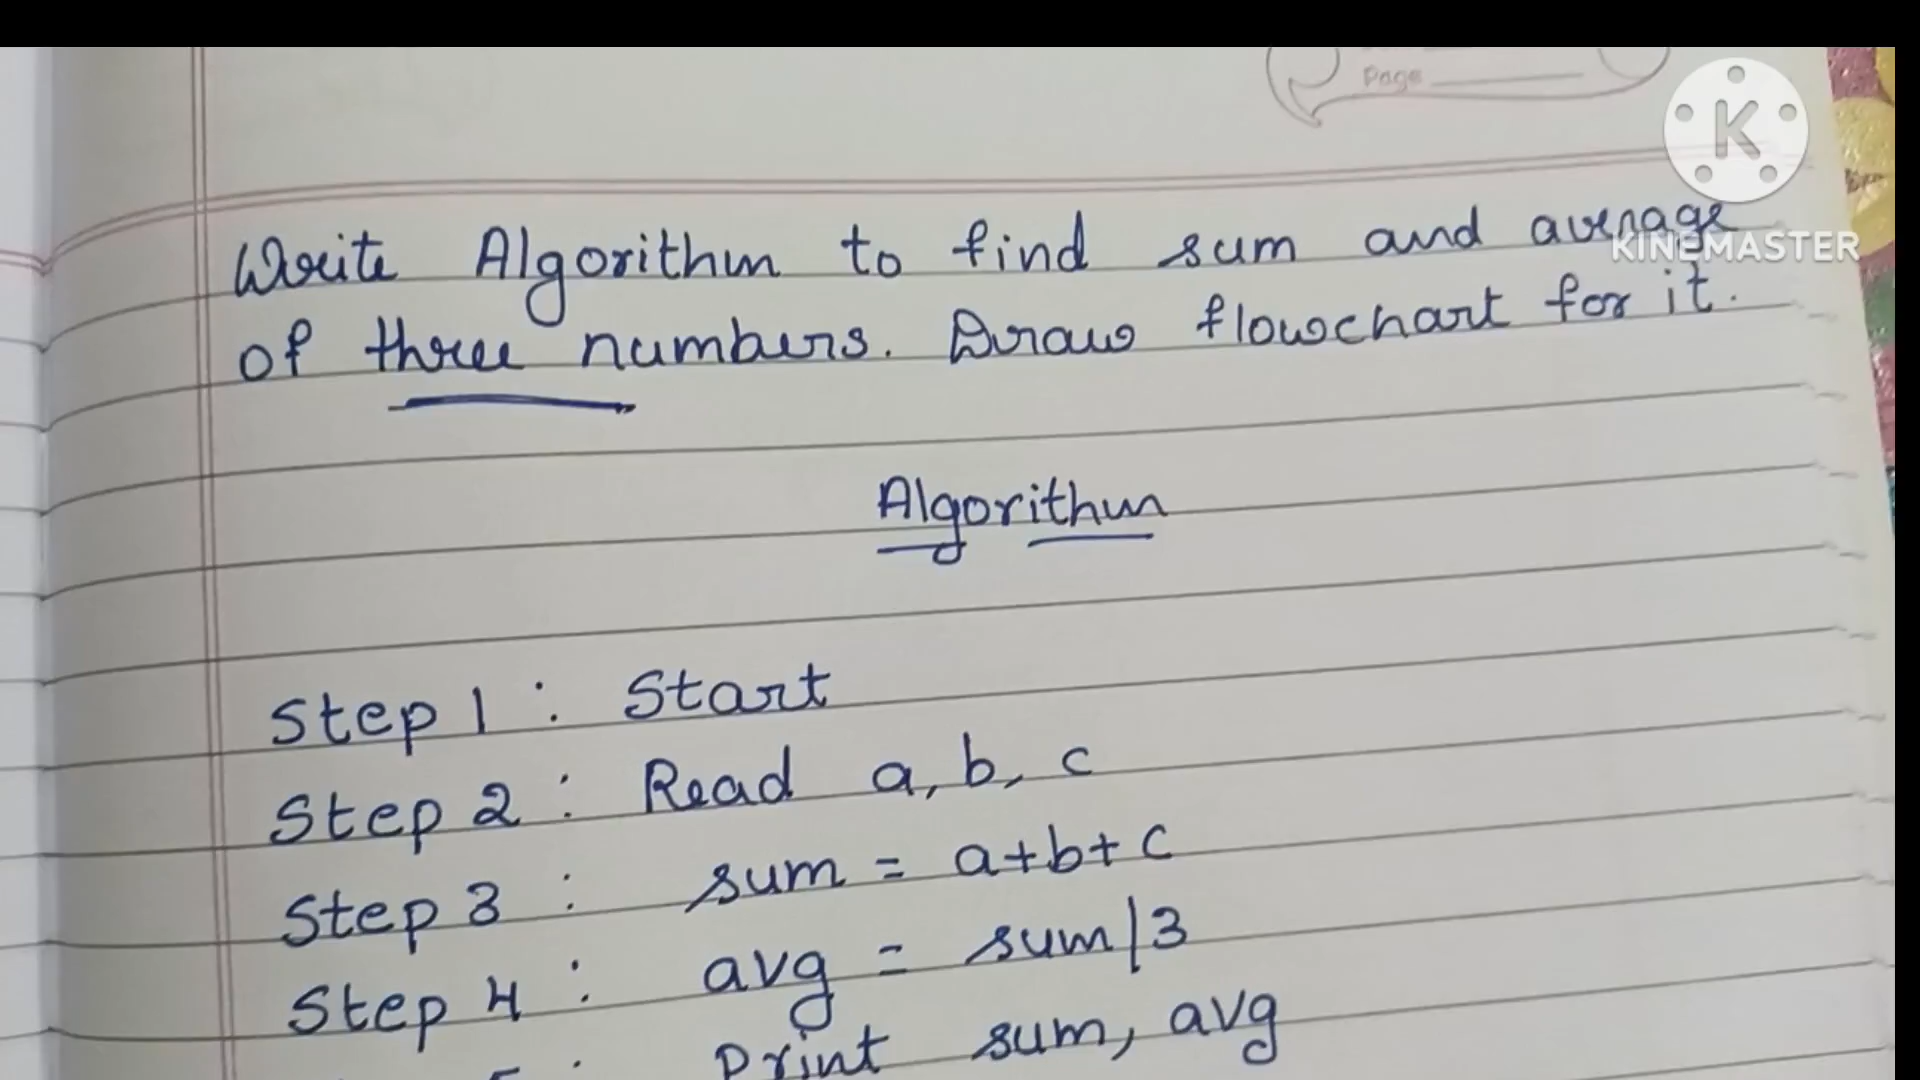 Page
K
KINEMASTER
Write Algorithm to find sum and average
of three numbers. Draw flowchart for it.
Algorithm
Step 1 : Start
Step 2 : Read a, b, c
Step 3 : sum = a+b+c
Step 4 : avg = sum/3
5 : Print sum, avg